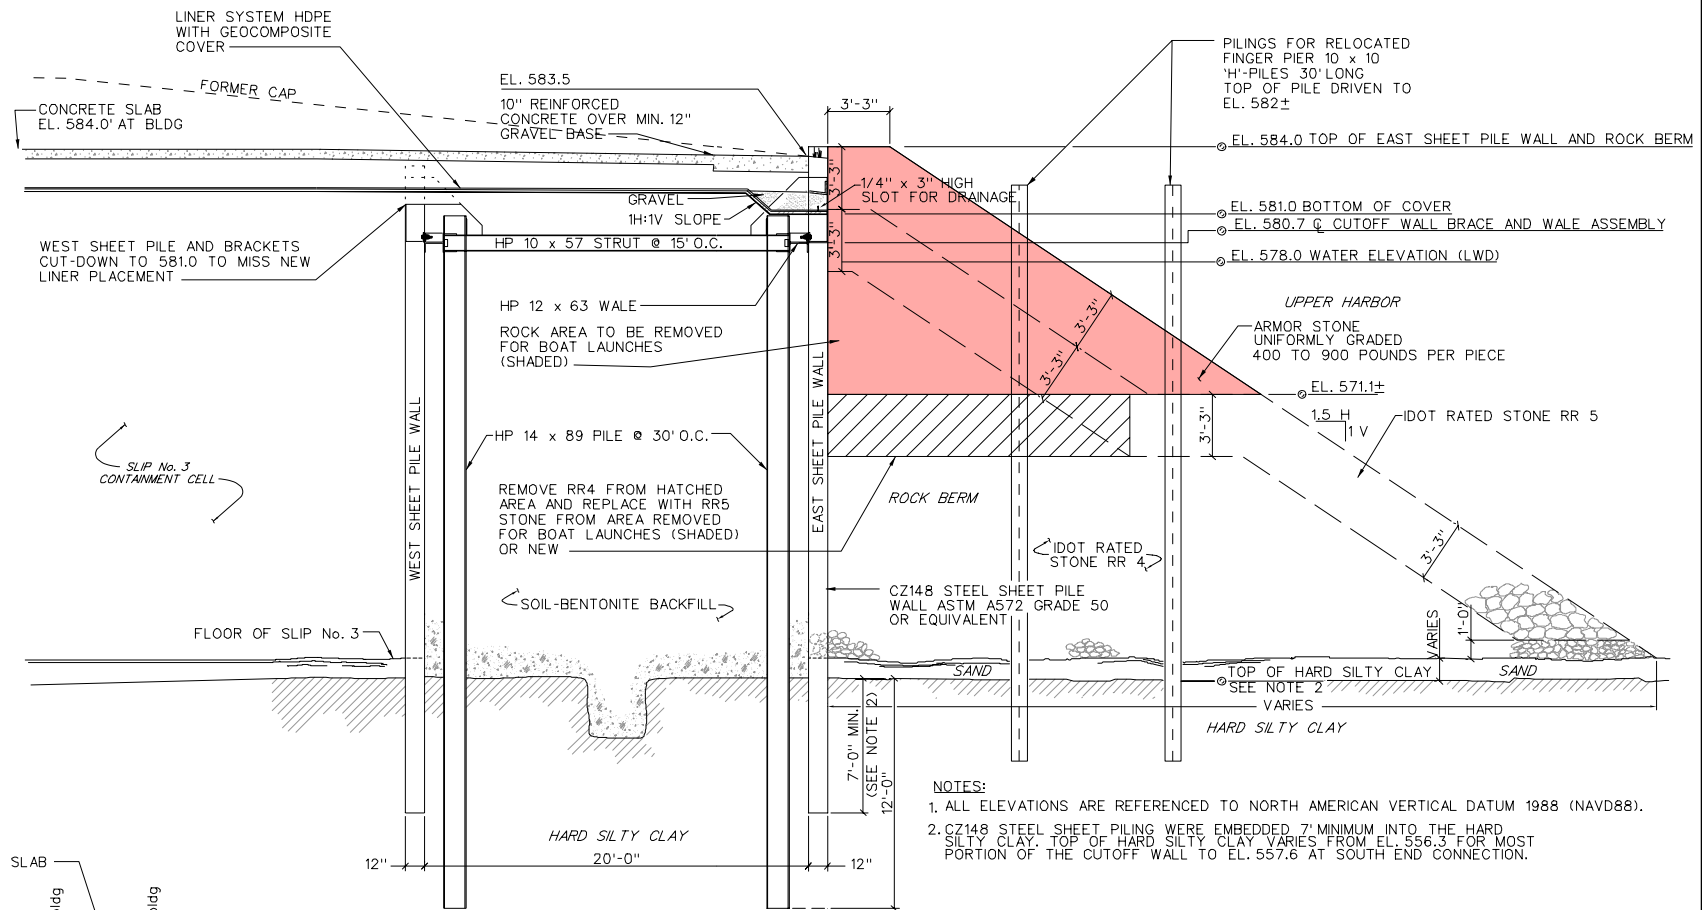 LINER SYSTEM HDPE
WITH GEOCOMPOSITE
COVER
FORMER CAP
CONCRETE SLAB
EL. 584.0' AT BLDG
EL. 583.5
10" REINFORCED
CONCRETE OVER MIN. 12"
GRAVEL BASE
3'-3"
PILINGS FOR RELOCATED
FINGER PIER 10 x 10
'H'-PILES 30' LONG
TOP OF PILE DRIVEN TO
EL. 582±
EL. 584.0 TOP OF EAST SHEET PILE WALL AND ROCK BERM
3'-3"
1/4" x 3" HIGH
SLOT FOR DRAINAGE
GRAVEL
1H:1V SLOPE
EL. 581.0 BOTTOM OF COVER
EL. 580.7 ℄ CUTOFF WALL BRACE AND WALE ASSEMBLY
EL. 578.0 WATER ELEVATION (LWD)
WEST SHEET PILE AND BRACKETS
CUT-DOWN TO 581.0 TO MISS NEW
LINER PLACEMENT
HP 10 x 57 STRUT @ 15' O.C.
3'-3"
HP 12 x 63 WALE
ROCK AREA TO BE REMOVED
FOR BOAT LAUNCHES
(SHADED)
UPPER HARBOR
ARMOR STONE
UNIFORMLY GRADED
400 TO 900 POUNDS PER PIECE
3'-3"
3'-3"
EL. 571.1±
1.5 H
1 V
IDOT RATED STONE RR 5
3'-3"
WEST SHEET PILE WALL
EAST SHEET PILE WALL
HP 14 x 89 PILE @ 30' O.C.
SLIP No. 3
CONTAINMENT CELL
REMOVE RR4 FROM HATCHED
AREA AND REPLACE WITH RR5
STONE FROM AREA REMOVED
FOR BOAT LAUNCHES (SHADED)
OR NEW
ROCK BERM
IDOT RATED
STONE RR 4
3'-3"
CZ148 STEEL SHEET PILE
WALL ASTM A572 GRADE 50
OR EQUIVALENT
SOIL-BENTONITE BACKFILL
FLOOR OF SLIP No. 3
VARIES
1'-0"
SAND
TOP OF HARD SILTY CLAY
SEE NOTE 2
SAND
VARIES
HARD SILTY CLAY
7'-0" MIN.
(SEE NOTE 2)
12'-0"
HARD SILTY CLAY
12"
20'-0"
12"
NOTES:
1. ALL ELEVATIONS ARE REFERENCED TO NORTH AMERICAN VERTICAL DATUM 1988 (NAVD88).
2. CZ148 STEEL SHEET PILING WERE EMBEDDED 7' MINIMUM INTO THE HARD
SILTY CLAY. TOP OF HARD SILTY CLAY VARIES FROM EL. 556.3 FOR MOST
PORTION OF THE CUTOFF WALL TO EL. 557.6 AT SOUTH END CONNECTION.
SLAB
bldg
bldg